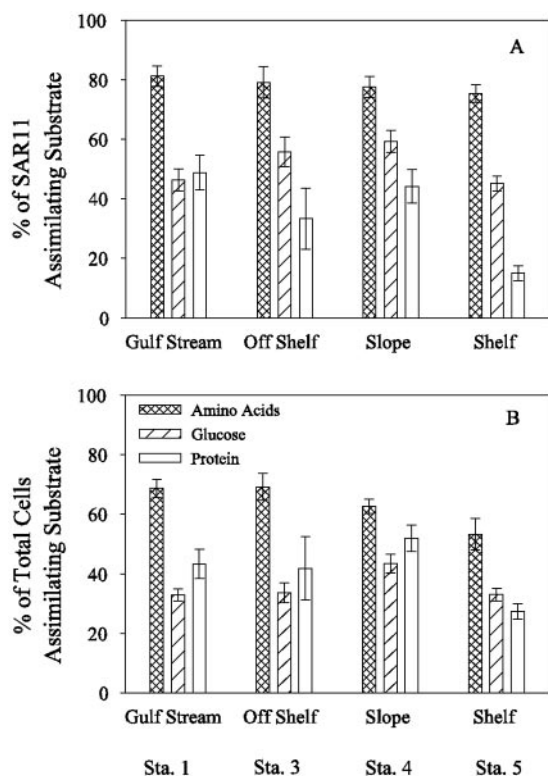 A
% of SAR11
Assimilating Substrate
100
80
60
40
20
0
Gulf Stream Off Shelf Slope Shelf
B
% of Total Cells
Assimilating Substrate
100
80
60
40
20
0
Amino Acids
Glucose
Protein
Gulf Stream Off Shelf Slope Shelf
Sta. 1 Sta. 3 Sta. 4 Sta. 5